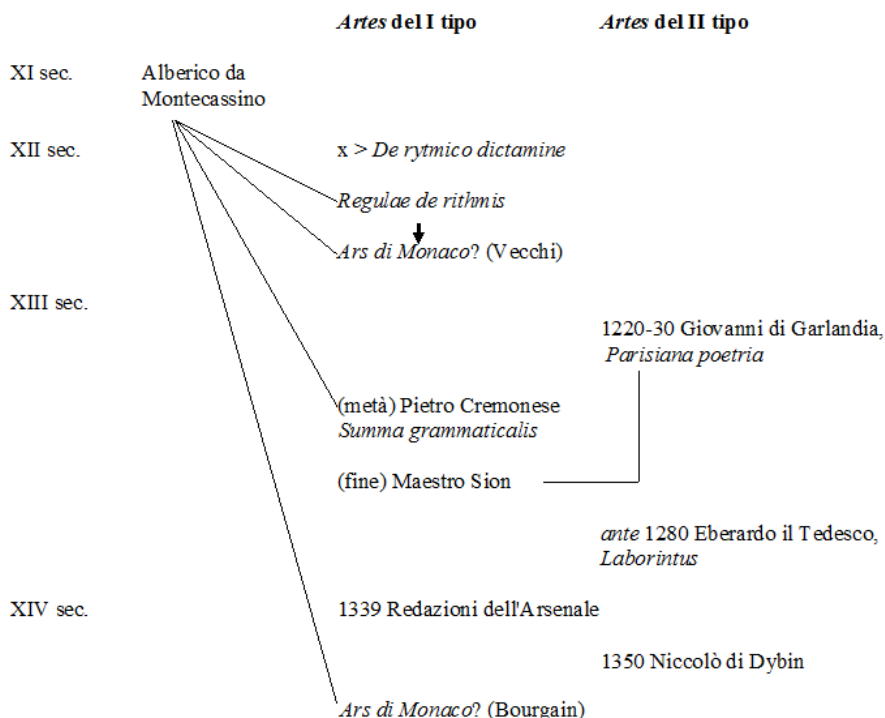 Artes del I tipo Artes del II tipo
XI sec. Alberico da
Montecassino
XII sec. x > De rytmico dictamine
Regulae de rithmis
Ars di Monaco? (Vecchi)
XIII sec.
1220-30 Giovanni di Garlandia,
Parisiana poetria
(metà) Pietro Cremonese
Summa grammaticalis
(fine) Maestro Sion
ante 1280 Eberardo il Tedesco,
Laborintus
XIV sec. 1339 Redazioni dell'Arsenale
1350 Niccolò di Dybin
Ars di Monaco? (Bourgain)